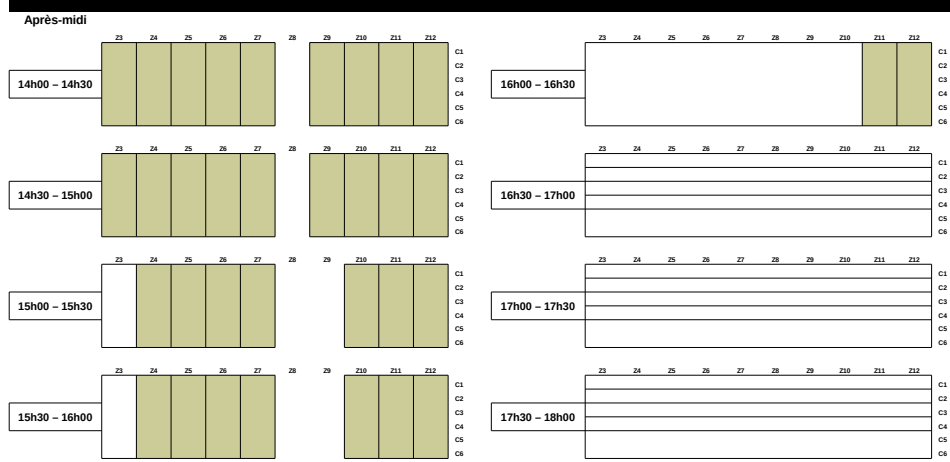 Après-midi
Z3 Z4 Z5 Z6 Z7 Z8 Z9 Z10 Z11 Z12
14h00 – 14h30
C1
C2
C3
C4
C5
C6
Z3 Z4 Z5 Z6 Z7 Z8 Z9 Z10 Z11 Z12
16h00 – 16h30
C1
C2
C3
C4
C5
C6
Z3 Z4 Z5 Z6 Z7 Z8 Z9 Z10 Z11 Z12
14h30 – 15h00
C1
C2
C3
C4
C5
C6
Z3 Z4 Z5 Z6 Z7 Z8 Z9 Z10 Z11 Z12
16h30 – 17h00
C1
C2
C3
C4
C5
C6
Z3 Z4 Z5 Z6 Z7 Z8 Z9 Z10 Z11 Z12
15h00 – 15h30
C1
C2
C3
C4
C5
C6
Z3 Z4 Z5 Z6 Z7 Z8 Z9 Z10 Z11 Z12
17h00 – 17h30
C1
C2
C3
C4
C5
C6
Z3 Z4 Z5 Z6 Z7 Z8 Z9 Z10 Z11 Z12
15h30 – 16h00
C1
C2
C3
C4
C5
C6
Z3 Z4 Z5 Z6 Z7 Z8 Z9 Z10 Z11 Z12
17h30 – 18h00
C1
C2
C3
C4
C5
C6